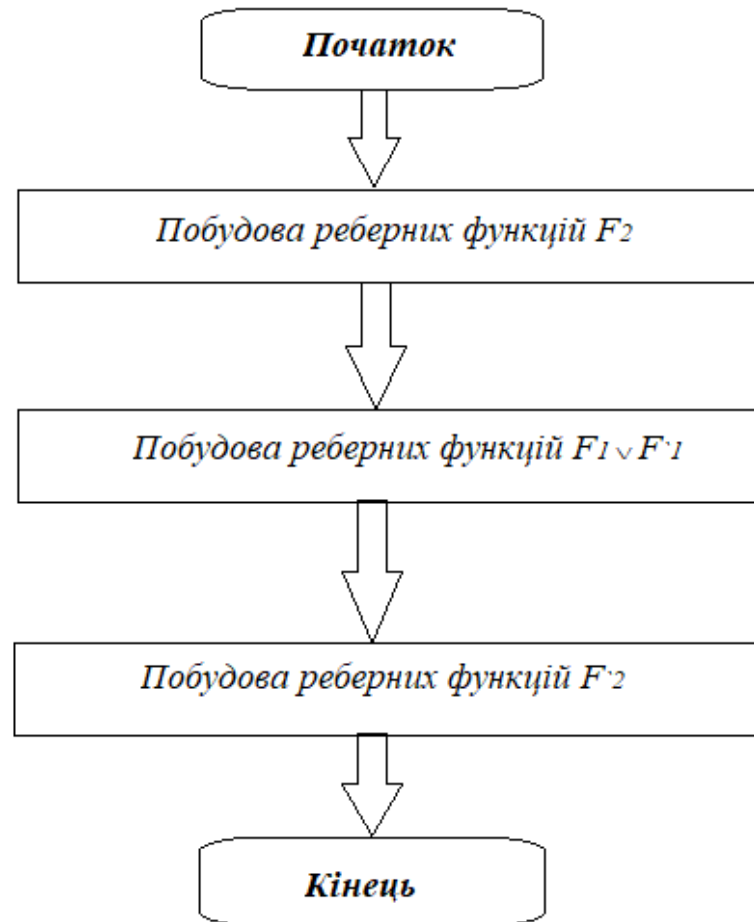 Початок
Побудова реберних функцій F2
Побудова реберних функцій F1 ∨ F`1
Побудова реберних функцій F`2
Кінець